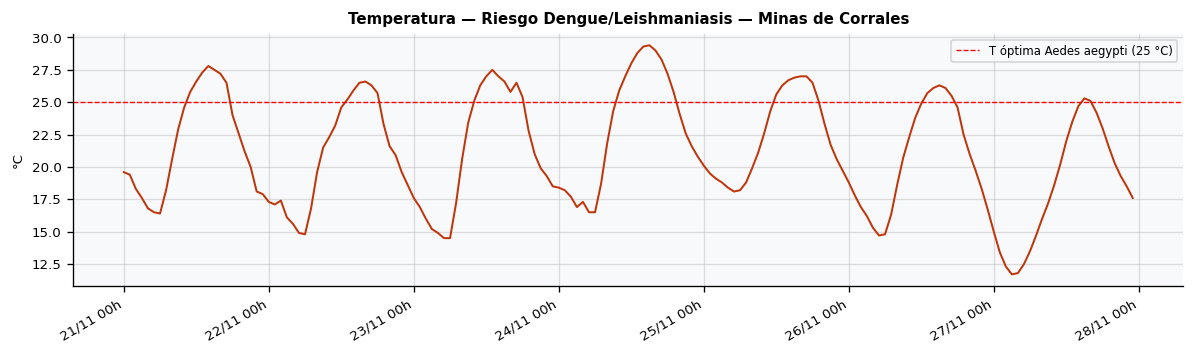 Temperatura — Riesgo Dengue/Leishmaniasis — Minas de Corrales
T óptima Aedes aegypti (25 °C)
°C
30.0
27.5
25.0
22.5
20.0
17.5
15.0
12.5
21/11 00h
22/11 00h
23/11 00h
24/11 00h
25/11 00h
26/11 00h
27/11 00h
28/11 00h